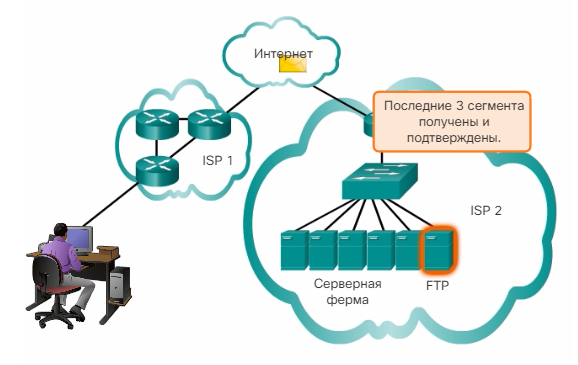 Интернет
Последние 3 сегмента
получены и
подтверждены.
ISP 1
ISP 2
Серверная
ферма
FTP